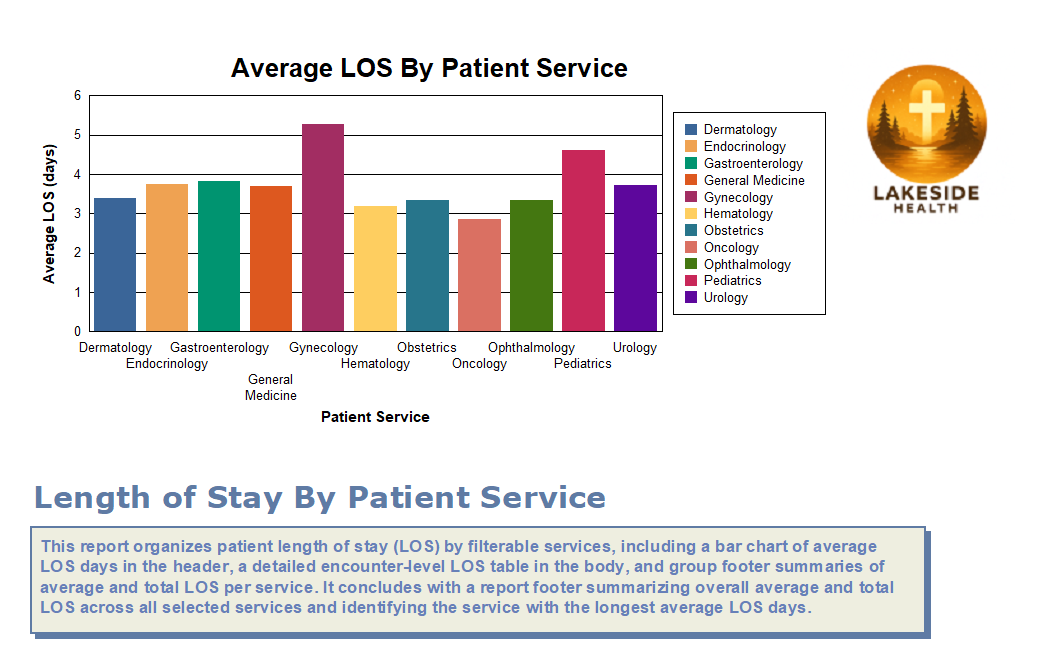 Average LOS By Patient Service
6
5
4
3
2
1
0
Average LOS (days)
Dermatology
Endocrinology
Gastroenterology
General
Medicine
Gynecology
Hematology
Obstetrics
Oncology
Ophthalmology
Pediatrics
Urology
Patient Service
Dermatology
Endocrinology
Gastroenterology
General Medicine
Gynecology
Hematology
Obstetrics
Oncology
Ophthalmology
Pediatrics
Urology
LAKESIDE
HEALTH
Length of Stay By Patient Service
This report organizes patient length of stay (LOS) by filterable services, including a bar chart of average
LOS days in the header, a detailed encounter-level LOS table in the body, and group footer summaries of
average and total LOS per service. It concludes with a report footer summarizing overall average and total
LOS across all selected services and identifying the service with the longest average LOS days.